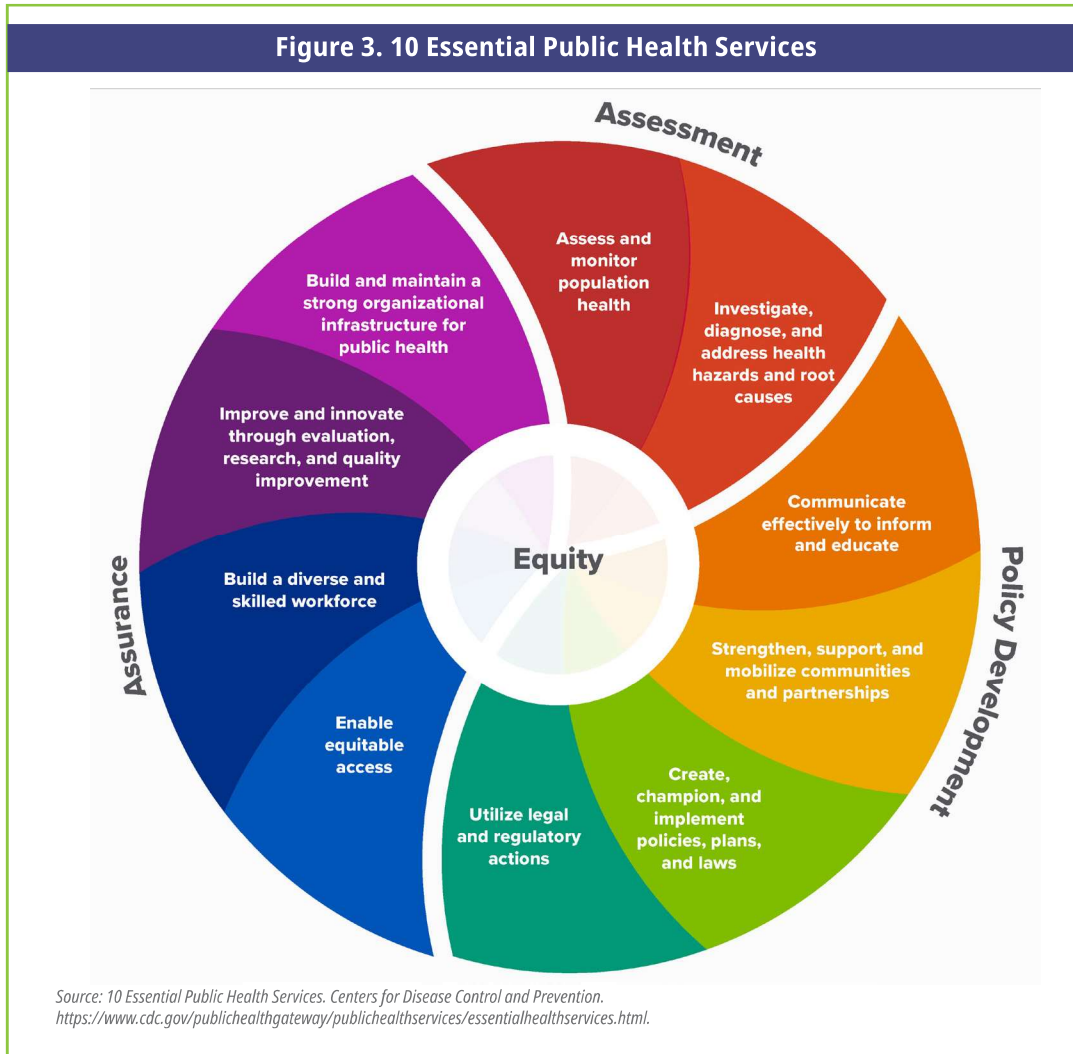 Figure 3. 10 Essential Public Health Services
Assessment
Assess and
monitor
population
health
Investigate,
diagnose, and
address health
hazards and root
causes
Policy Development
Communicate
effectively to inform
and educate
Strengthen, support, and
mobilize communities
and partnerships
Create,
champion, and
implement
policies, plans,
and laws
Utilize legal
and regulatory
actions
Assurance
Enable
equitable
access
Build a diverse and
skilled workforce
Improve and innovate
through evaluation,
research, and quality
improvement
Build and maintain a
strong organizational
infrastructure for
public health
Equity
Source: 10 Essential Public Health Services. Centers for Disease Control and Prevention.
https://www.cdc.gov/publichealthgateway/publichealthservices/essentialhealthservices.html.